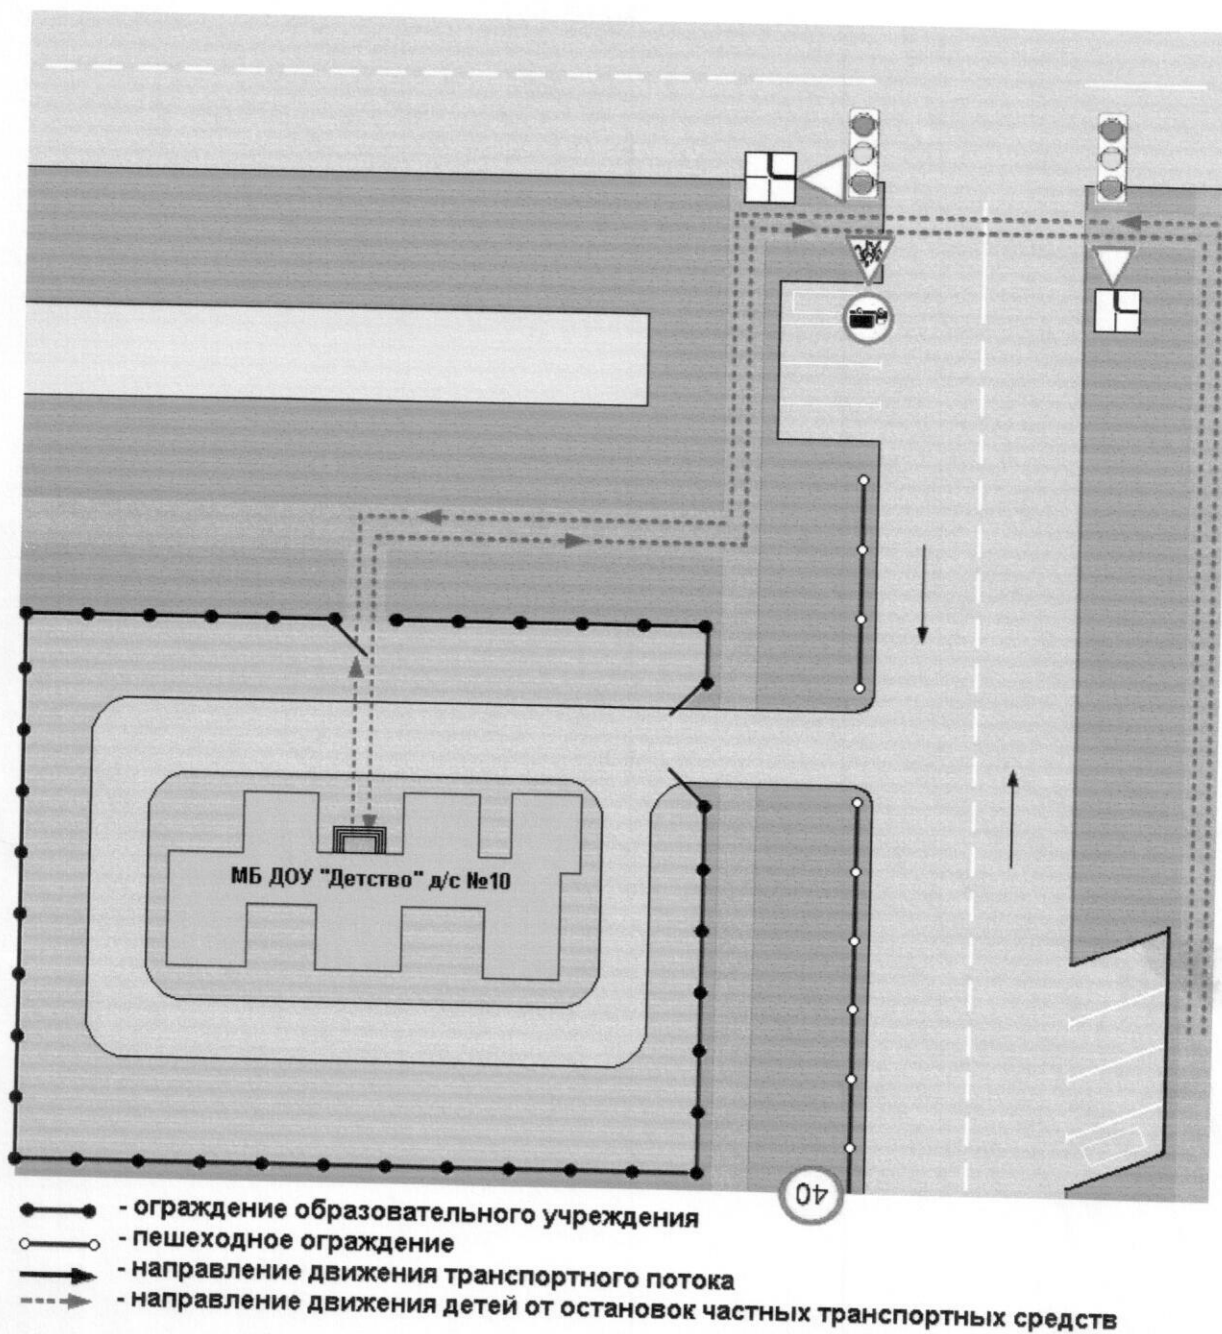 МБ ДОУ "Детство" д/с №10
40
- ограждение образовательного учреждения
- пешеходное ограждение
- направление движения транспортного потока
- направление движения детей от остановок частных транспортных средств